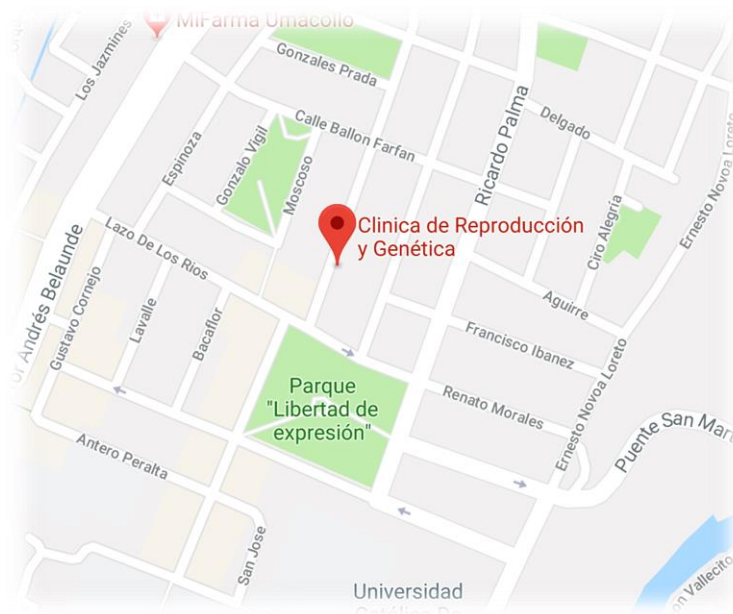 MiFarma Umacollo
Los Jazmines
Gonzales Prada
Calle Ballon Farfan
Ricardo Palma
Delgado
Espinoza
Gonzalo Vigil
Moscoso
Ernesto Novoa Loreto
Ciro Alegría
Clinica de Reproducción
y Genética
Lazo De Los Rios
Andrés Belaunde
Gustavo Cornejo
Lavalle
Bacaflor
Aguirre
Francisco Ibanez
Parque
"Libertad de
expresión"
Renato Morales
Ernesto Novoa Loreto
Puente San Mar
Antero Peralta
San Jose
Universidad
Vallecito